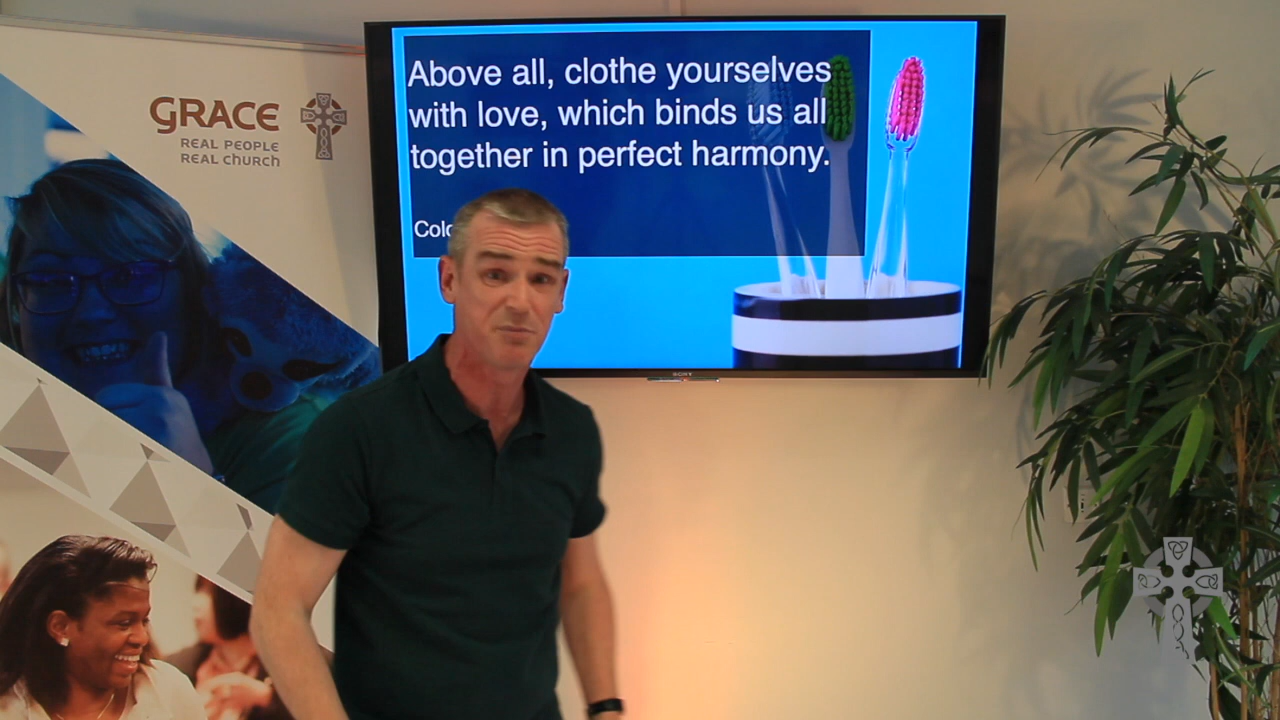 GRACE
REAL PEOPLE
REAL CHURCH
Above all, clothe yourselves
with love, which binds us all
together in perfect harmony.
Colo
SONY